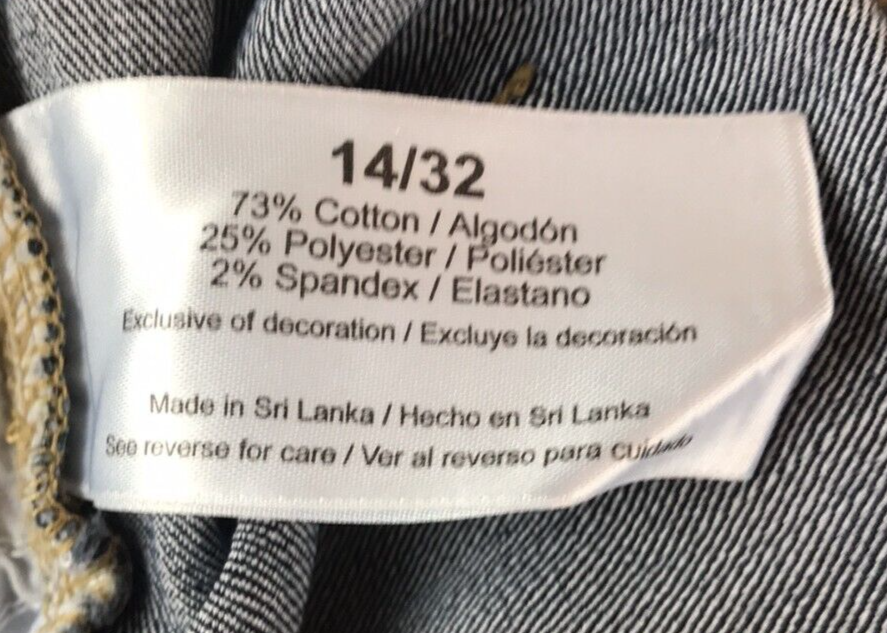 14/32
73% Cotton / Algodón
25% Polyester / Poliéster
2% Spandex / Elastano
Exclusive of decoration / Excluye la decoración
Made in Sri Lanka / Hecho en Sri Lanka
See reverse for care / Ver al reverso para cuidado